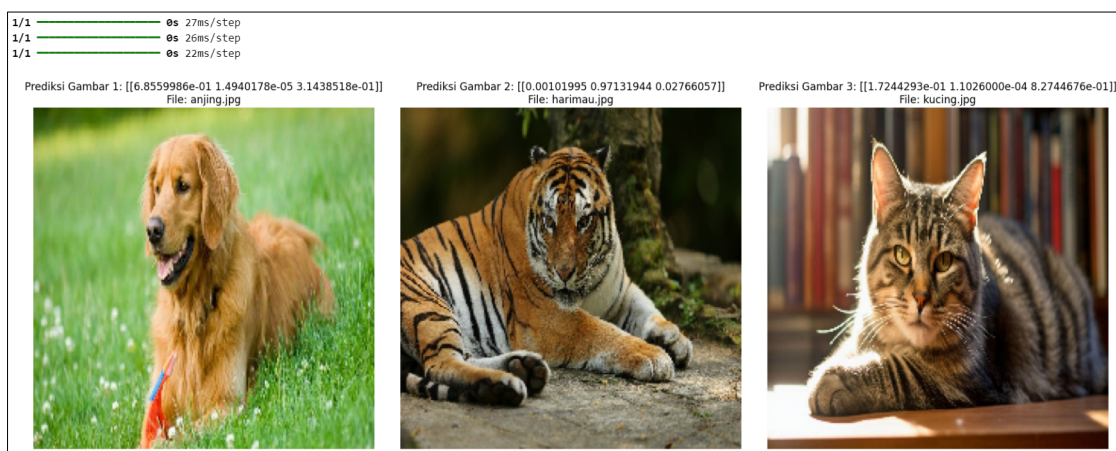 1/1 ━━━━━━━━━━━━━━━━━━━━ 0s 27ms/step
1/1 ━━━━━━━━━━━━━━━━━━━━ 0s 26ms/step
1/1 ━━━━━━━━━━━━━━━━━━━━ 0s 22ms/step
Prediksi Gambar 1: [[6.8559986e-01 1.4940178e-05 3.1438518e-01]]
File: anjing.jpg
Prediksi Gambar 2: [[0.00101995 0.97131944 0.02766057]]
File: harimau.jpg
Prediksi Gambar 3: [[1.7244293e-01 1.1026000e-04 8.2744676e-01]]
File: kucing.jpg